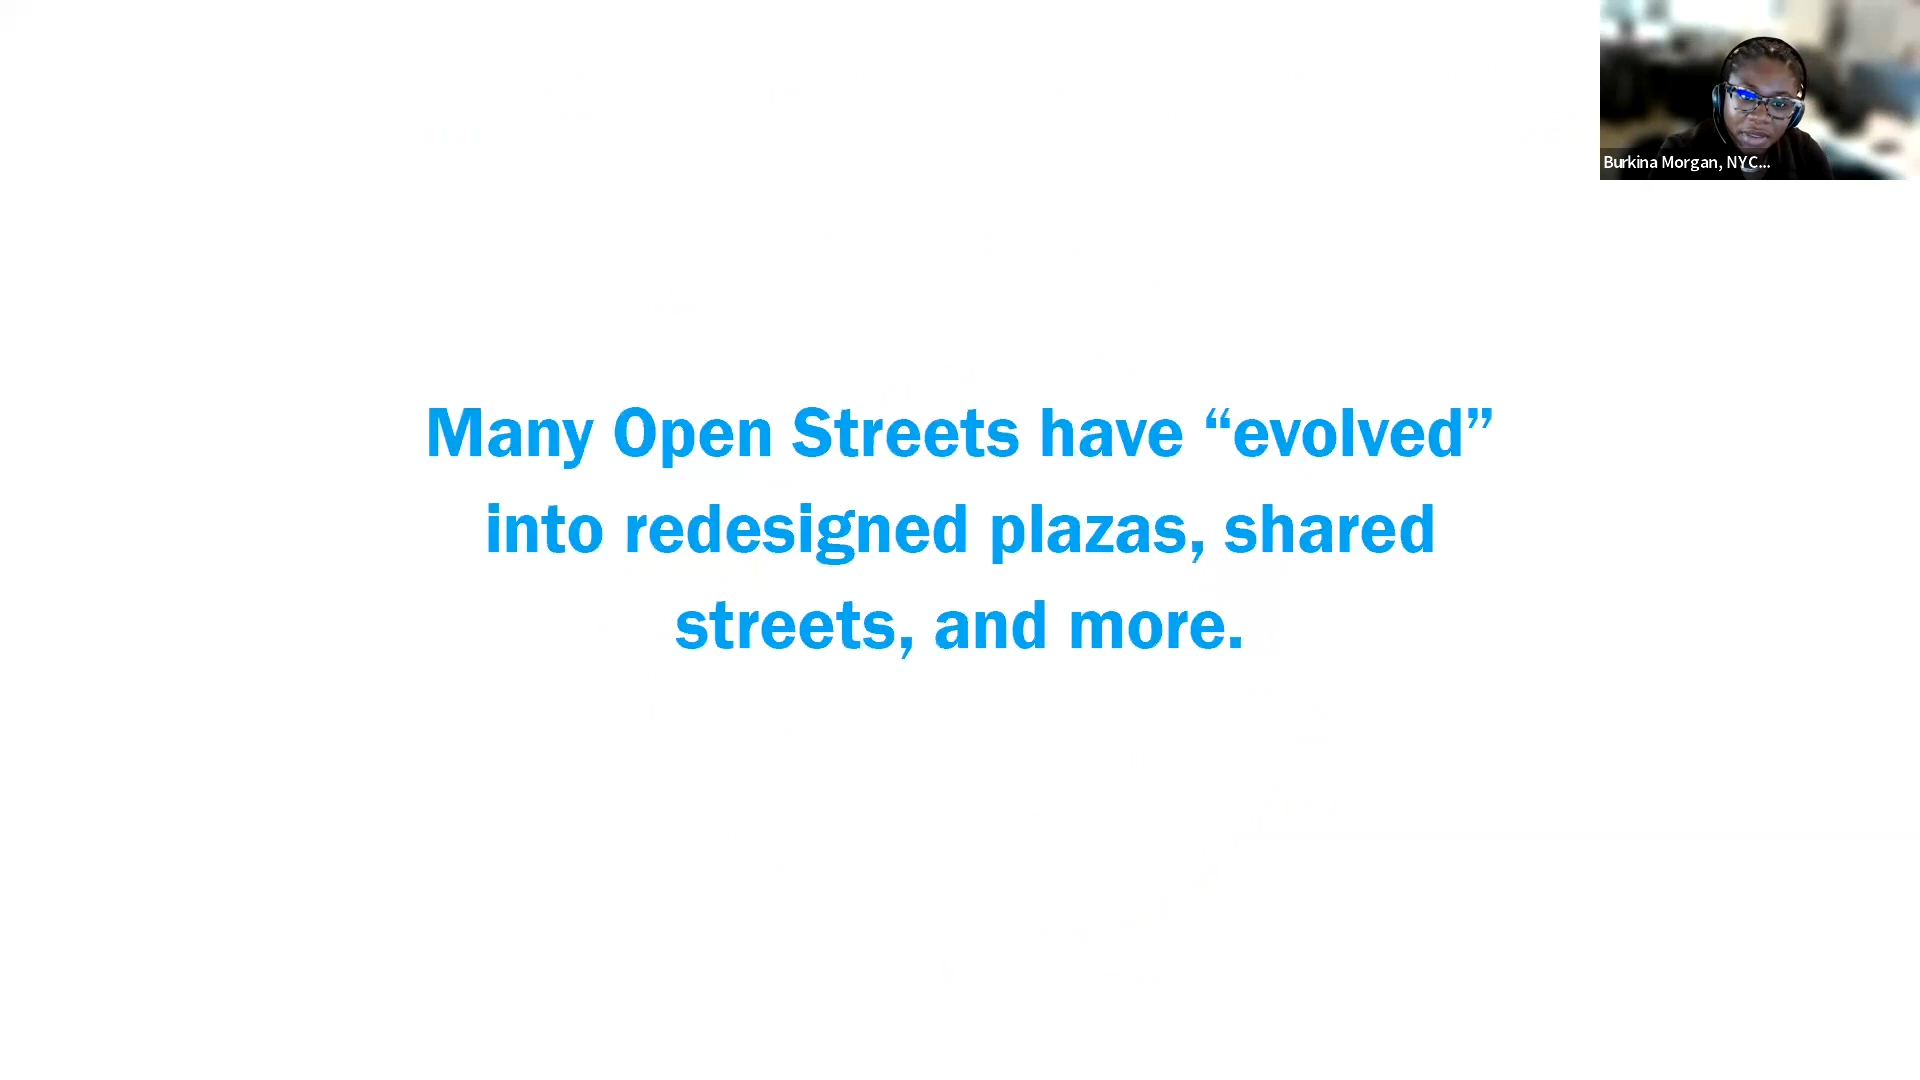 Burkina Morgan, NYC...
Many Open Streets have “evolved”
into redesigned plazas, shared
streets, and more.